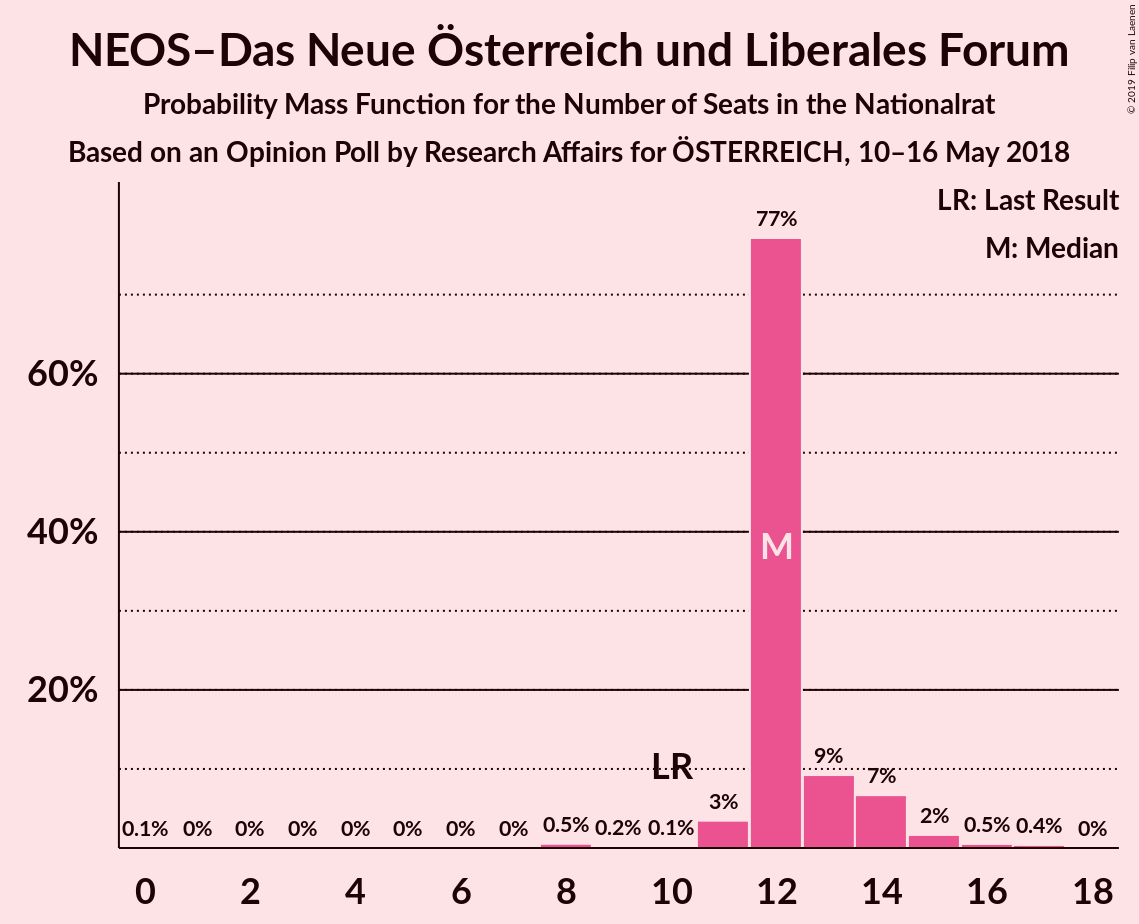 NEOS–Das Neue Österreich und Liberales Forum
Probability Mass Function for the Number of Seats in the Nationalrat
Based on an Opinion Poll by Research Affairs for ÖSTERREICH, 10–16 May 2018
© 2019 Filip van Laenen
LR: Last Result
M: Median
77%
60%
40%
M
20%
LR
9%
7%
3%
2%
0.1% 0% 0% 0% 0% 0% 0% 0% 0.5% 0.2% 0.1% 0.5% 0.4% 0%
0 2 4 6 8 10 12 14 16 18